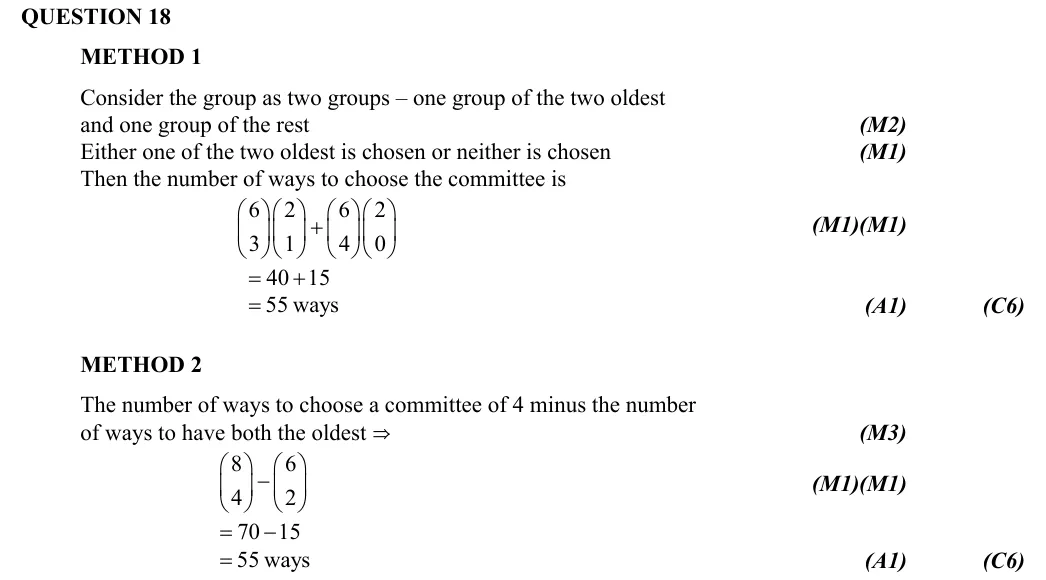 QUESTION 18
METHOD 1
Consider the group as two groups – one group of the two oldest
and one group of the rest (M2)
Either one of the two oldest is chosen or neither is chosen (M1)
Then the number of ways to choose the committee is
(6 3)(2 1) + (6 4)(2 0) (M1)(M1)
= 40 + 15
= 55 ways (A1) (C6)
METHOD 2
The number of ways to choose a committee of 4 minus the number
of ways to have both the oldest ⇒ (M3)
(8 4) − (6 2) (M1)(M1)
= 70 − 15
= 55 ways (A1) (C6)